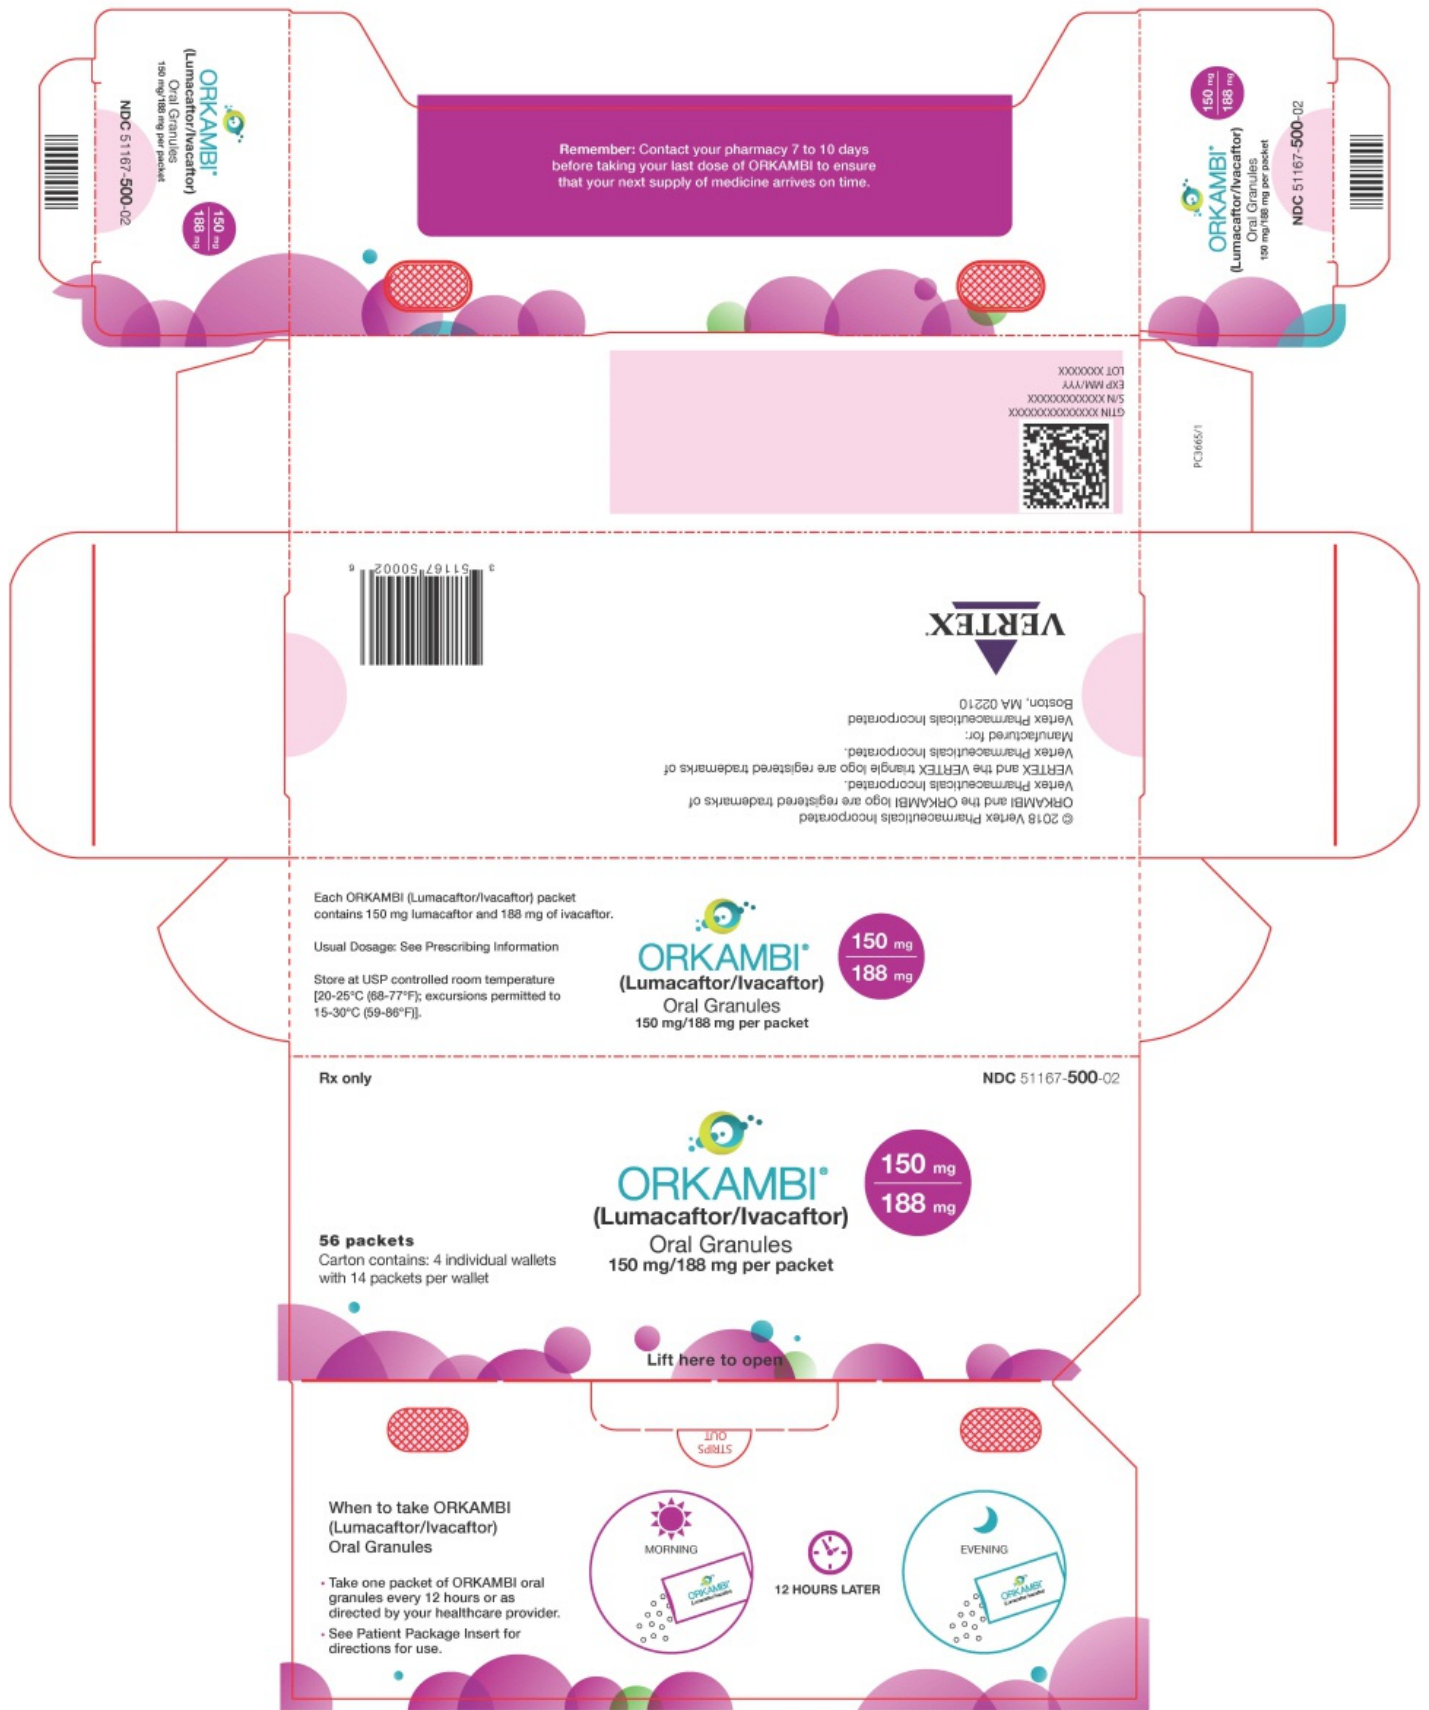 ORKAMBI®
(Lumacaftor/Ivacaftor)
Oral Granules
150 mg/188 mg per packet
NDC 51167-500-02
150 mg
188 mg
Remember: Contact your pharmacy 7 to 10 days
before taking your last dose of ORKAMBI to ensure
that your next supply of medicine arrives on time.
150 mg
188 mg
ORKAMBI®
(Lumacaftor/Ivacaftor)
Oral Granules
150 mg/188 mg per packet
NDC 51167-500-02
GTIN XXXXXXXXXXXXXXX
S/N XXXXXXXXXXXXX
EXP MM/YYY
LOT XXXXXXX
PC3665/1
3 51167 50002 6
VERTEX®
© 2018 Vertex Pharmaceuticals Incorporated
ORKAMBI and the ORKAMBI logo are registered trademarks of
Vertex Pharmaceuticals Incorporated.
VERTEX and the VERTEX triangle logo are registered trademarks of
Vertex Pharmaceuticals Incorporated.
Manufactured for:
Vertex Pharmaceuticals Incorporated
Boston, MA 02210
Each ORKAMBI (Lumacaftor/Ivacaftor) packet
contains 150 mg lumacaftor and 188 mg of ivacaftor.
Usual Dosage: See Prescribing Information
Store at USP controlled room temperature
[20-25°C (68-77°F); excursions permitted to
15-30°C (59-86°F)].
ORKAMBI®
(Lumacaftor/Ivacaftor)
Oral Granules
150 mg/188 mg per packet
150 mg
188 mg
Rx only
NDC 51167-500-02
ORKAMBI®
(Lumacaftor/Ivacaftor)
Oral Granules
150 mg/188 mg per packet
150 mg
188 mg
56 packets
Carton contains: 4 individual wallets
with 14 packets per wallet
Lift here to open
STRIPS
OUT
When to take ORKAMBI
(Lumacaftor/Ivacaftor)
Oral Granules
• Take one packet of ORKAMBI oral
granules every 12 hours or as
directed by your healthcare provider.
• See Patient Package Insert for
directions for use.
MORNING
ORKAMBI®
(Lumacaftor/Ivacaftor)
12 HOURS LATER
EVENING
ORKAMBI®
(Lumacaftor/Ivacaftor)